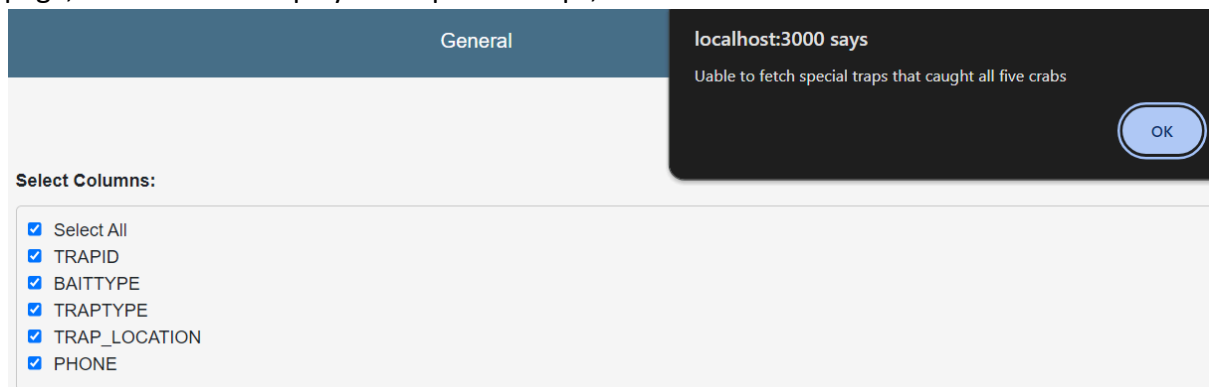 General
localhost:3000 says
Uable to fetch special traps that caught all five crabs
OK
Select Columns:
Select All
TRAPID
BAITTYPE
TRAPTYPE
TRAP_LOCATION
PHONE